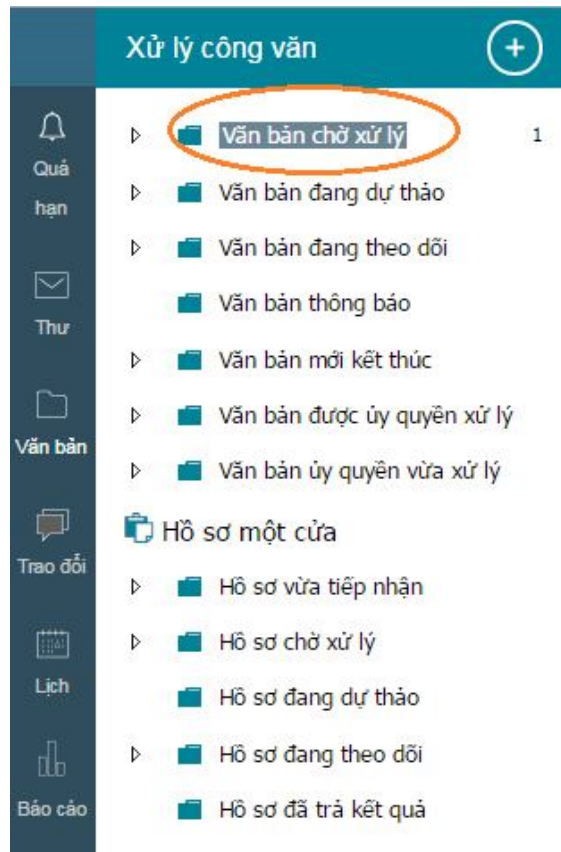 Xử lý công văn
Quá
hạn
Thư
Văn bản
Trao đổi
Lịch
Báo cáo
Văn bản chờ xử lý 1
Văn bản đang dự thảo
Văn bản đang theo dõi
Văn bản thông báo
Văn bản mới kết thúc
Văn bản được ủy quyền xử lý
Văn bản ủy quyền vừa xử lý
Hồ sơ một cửa
Hồ sơ vừa tiếp nhận
Hồ sơ chờ xử lý
Hồ sơ đang dự thảo
Hồ sơ đang theo dõi
Hồ sơ đã trả kết quả